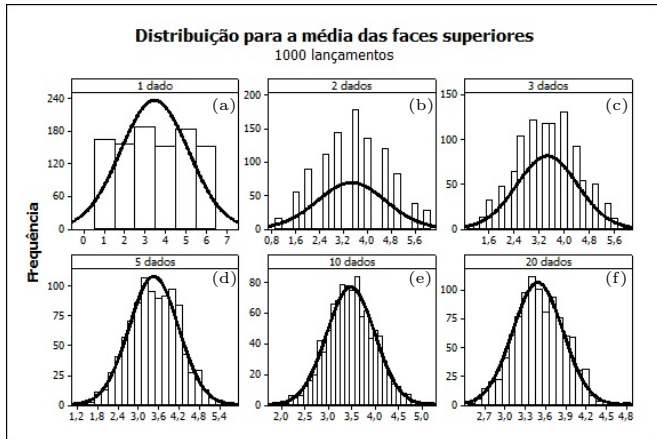 Distribuição para a média das faces superiores
1000 lançamentos
Frequência
1 dado
(a)
240
180
120
60
0
0 1 2 3 4 5 6 7
2 dados
(b)
200
150
100
50
0
0,8 1,6 2,4 3,2 4,0 4,8 5,6
3 dados
(c)
150
100
50
0
1,6 2,4 3,2 4,0 4,8 5,6
5 dados
(d)
100
75
50
25
0
1,2 1,8 2,4 3,0 3,6 4,2 4,8 5,4
10 dados
(e)
80
60
40
20
0
2,0 2,5 3,0 3,5 4,0 4,5 5,0
20 dados
(f)
100
75
50
25
0
2,7 3,0 3,3 3,6 3,9 4,2 4,5 4,8